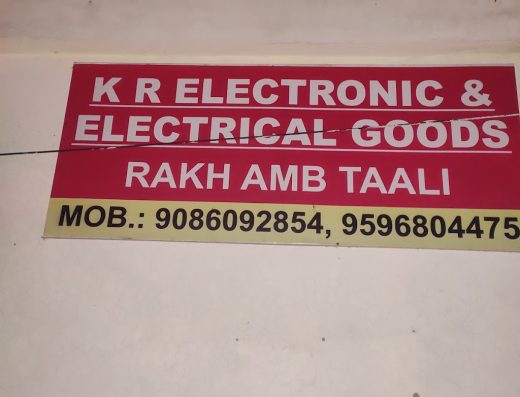 K R ELECTRONIC &
ELECTRICAL GOODS
RAKH AMB TAALI
MOB.: 9086092854, 9596804475